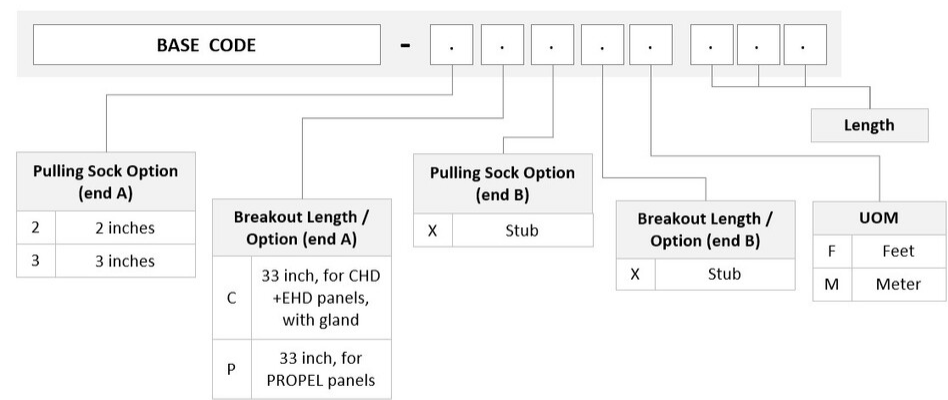 BASE CODE - . . . . . . . .
Length
Pulling Sock Option
(end A)
2 2 inches
3 3 inches
Breakout Length /
Option (end A)
C 33 inch, for CHD
+EHD panels,
with gland
P 33 inch, for
PROPEL panels
Pulling Sock Option
(end B)
X Stub
Breakout Length /
Option (end B)
X Stub
UOM
F Feet
M Meter